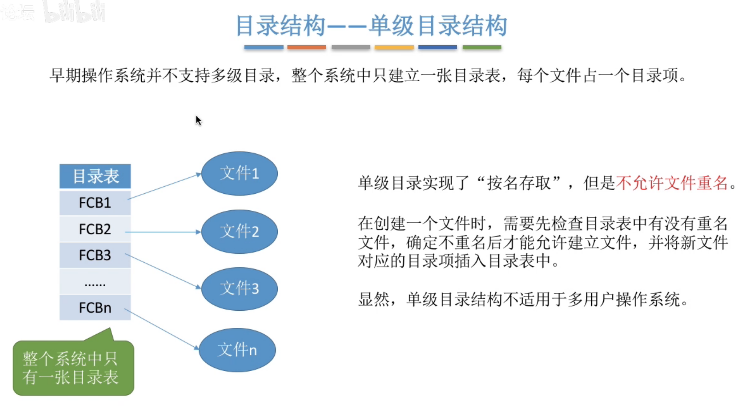 bilibili
目录结构——单级目录结构
早期操作系统并不支持多级目录，整个系统中只建立一张目录表，每个文件占一个目录项。
目录表
FCB1
FCB2
FCB3
……
FCBn
文件1
文件2
文件3
文件n
整个系统中只
有一张目录表
单级目录实现了“按名存取”，但是不允许文件重名。
在创建一个文件时，需要先检查目录表中有没有重名
文件，确定不重名后才能允许建立文件，并将新文件
对应的目录项插入目录表中。
显然，单级目录结构不适用于多用户操作系统。